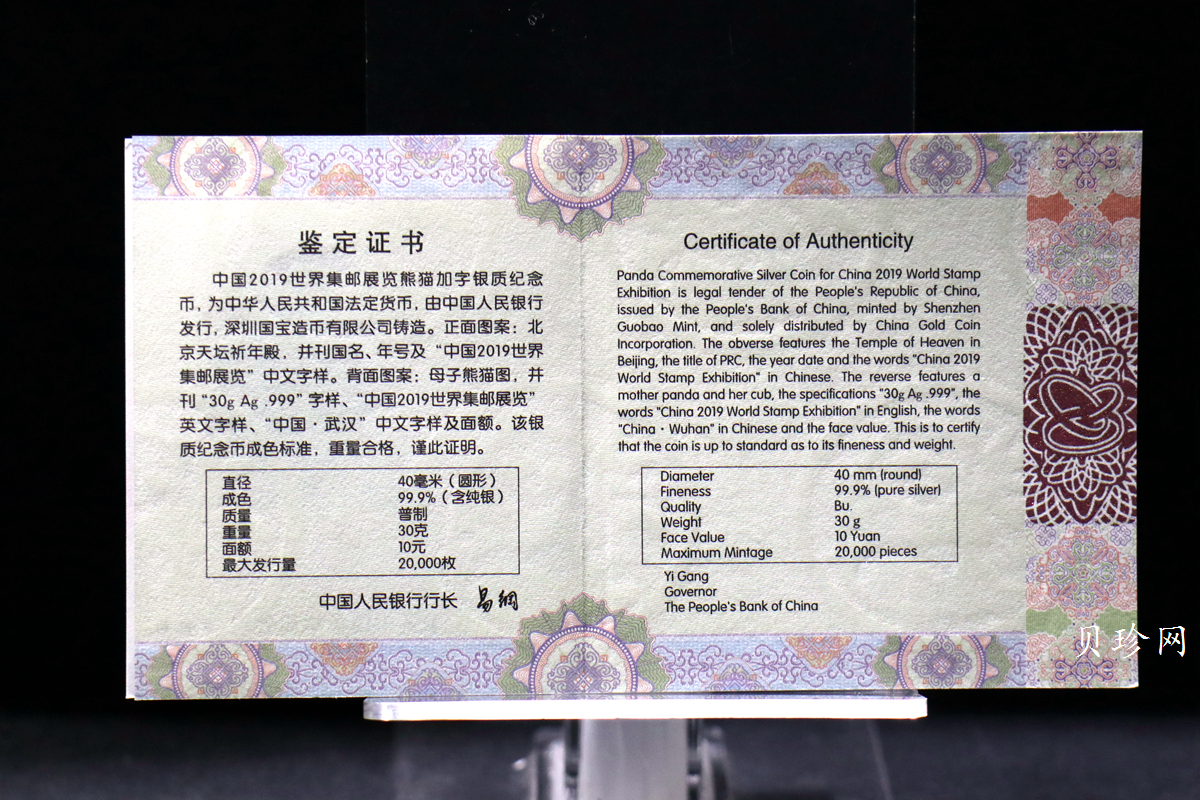 鉴定证书
中国2019世界集邮展览熊猫加字银质纪念
币，为中华人民共和国法定货币，由中国人民银行
发行，深圳国宝造币有限公司铸造。正面图案：北
京天坛祈年殿，并刊国名、年号及“中国2019世界
集邮展览”中文字样。背面图案：母子熊猫图，并
刊“30g Ag .999”字样、“中国2019世界集邮展览”
英文字样、“中国·武汉”中文字样及面额。该银
质纪念币成色标准，重量合格，谨此证明。
直径 40毫米（圆形）
成色 99.9%（含纯银）
质量 普制
重量 30克
面额 10元
最大发行量 20,000枚
中国人民银行行长 易纲
Certificate of Authenticity
Panda Commemorative Silver Coin for China 2019 World Stamp
Exhibition is legal tender of the People's Republic of China,
issued by the People's Bank of China, minted by Shenzhen
Guobao Mint, and solely distributed by China Gold Coin
Incorporation. The obverse features the Temple of Heaven in
Beijing, the title of PRC, the year date and the words "China 2019
World Stamp Exhibition" in Chinese. The reverse features a
mother panda and her cub, the specifications "30g Ag .999", the
words "China 2019 World Stamp Exhibition" in English, the words
"China · Wuhan" in Chinese and the face value. This is to certify
that the coin is up to standard as to its fineness and weight.
Diameter 40 mm (round)
Fineness 99.9% (pure silver)
Quality Bu.
Weight 30 g
Face Value 10 Yuan
Maximum Mintage 20,000 pieces
Yi Gang
Governor
The People's Bank of China
贝珍网